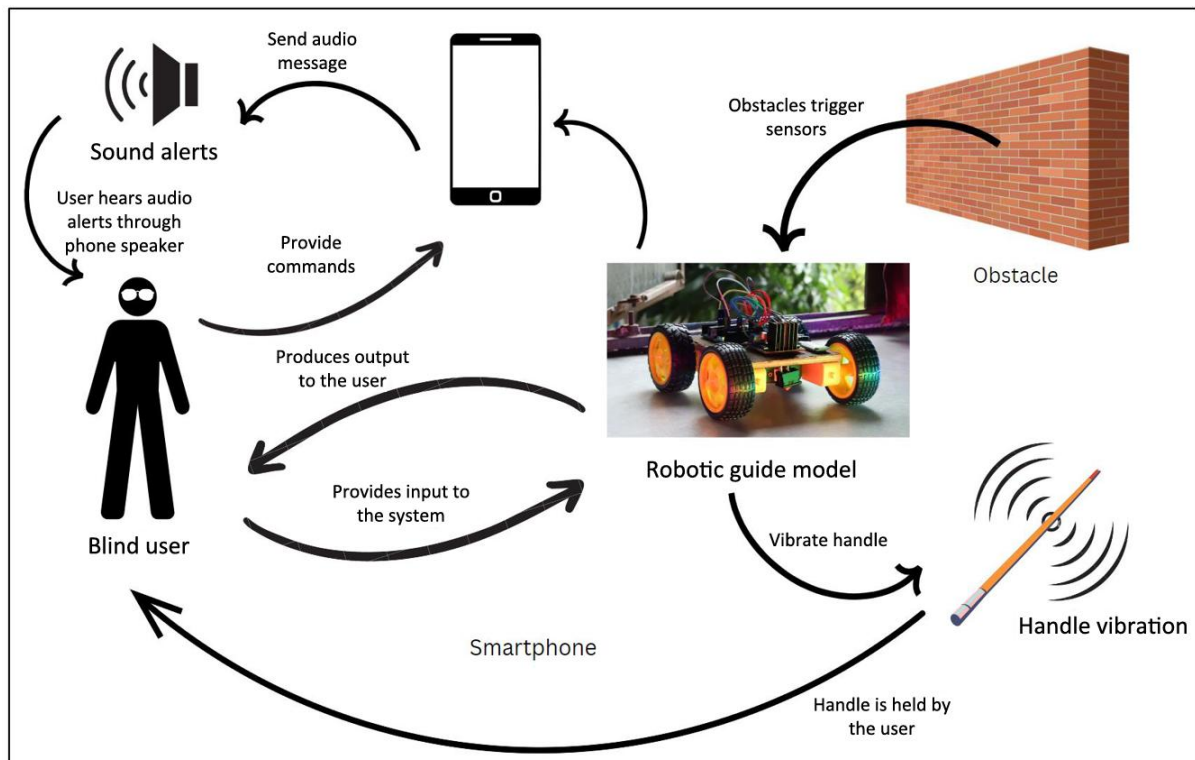 Send audio
message
Sound alerts
Obstacles trigger
sensors
User hears audio
alerts through
phone speaker
Provide
commands
Obstacle
Produces output
to the user
Robotic guide model
Provides input to
the system
Blind user
Vibrate handle
Handle vibration
Smartphone
Handle is held by
the user